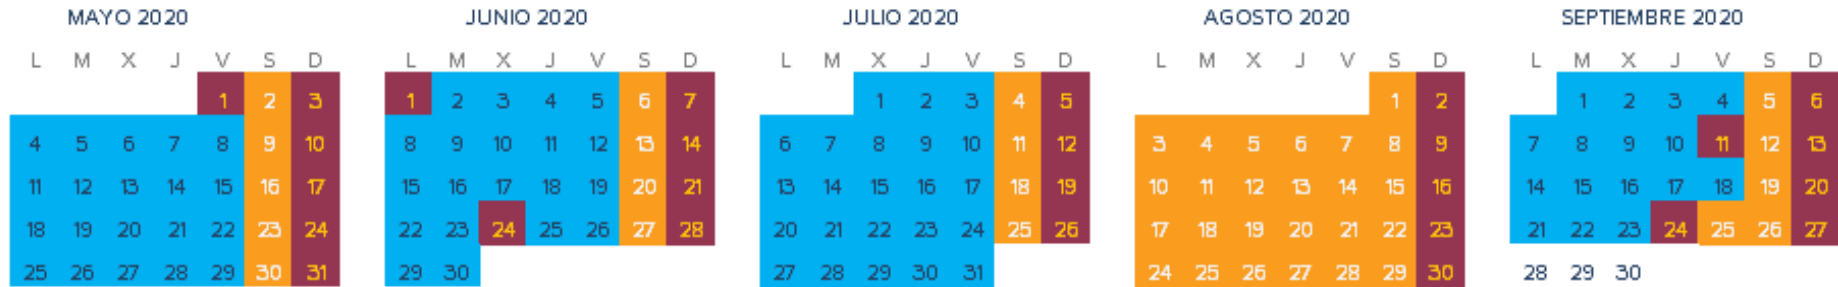 MAYO 2020 JUNIO 2020 JULIO 2020 AGOSTO 2020 SEPTIEMBRE 2020
L M X J V S D L M X J V S D L M X J V S D L M X J V S D L M X J V S D
1 2 3 1 2 3 4 5 6 7 1 2 3 4 5 1 2 1 2 3 4 5 6
4 5 6 7 8 9 10 8 9 10 11 12 13 14 6 7 8 9 10 11 12 3 4 5 6 7 8 9 7 8 9 10 11 12 13
11 12 13 14 15 16 17 15 16 17 18 19 20 21 13 14 15 16 17 18 19 10 11 12 13 14 15 16 14 15 16 17 18 19 20
18 19 20 21 22 23 24 22 23 24 25 26 27 28 20 21 22 23 24 25 26 17 18 19 20 21 22 23 21 22 23 24 25 26 27
25 26 27 28 29 30 31 29 30 27 28 29 30 31 24 25 26 27 28 29 30 28 29 30